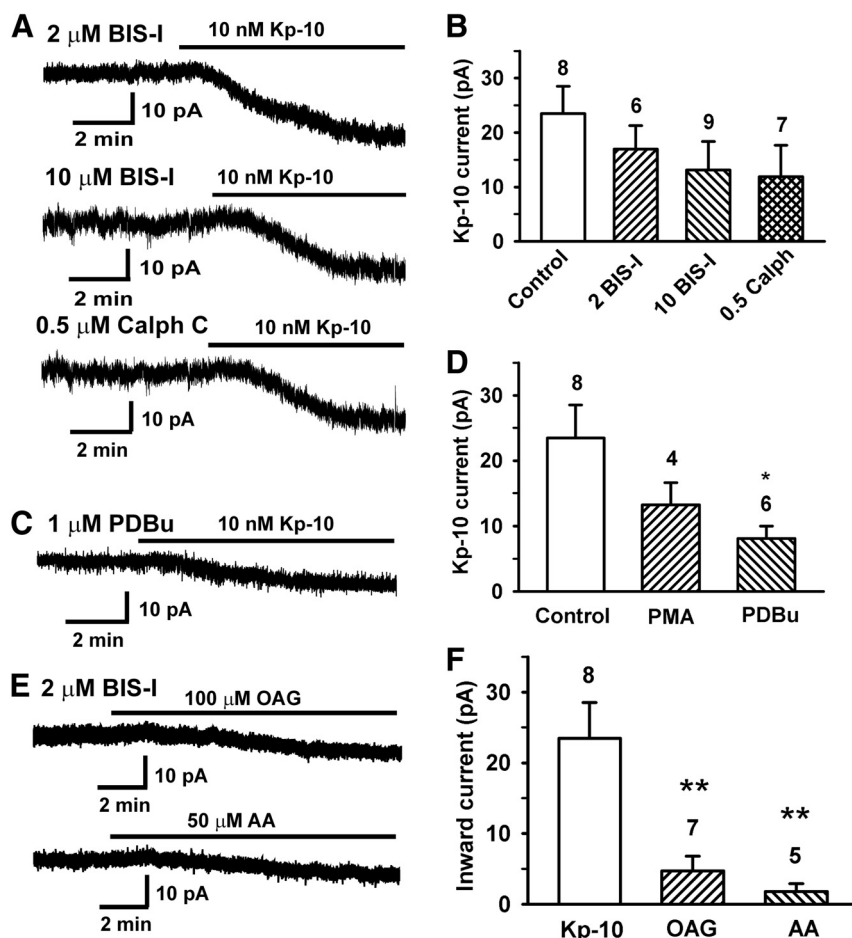 A
2 μM BIS-I
10 nM Kp-10
10 pA
2 min
10 μM BIS-I
10 nM Kp-10
10 pA
2 min
0.5 μM Calph C
10 nM Kp-10
10 pA
2 min
B
Kp-10 current (pA)
30
20
10
0
8
6
9
7
Control
2 BIS-I
10 BIS-I
0.5 Calph
C
1 μM PDBu
10 nM Kp-10
10 pA
2 min
D
Kp-10 current (pA)
30
20
10
0
8
4
*
6
Control
PMA
PDBu
E
2 μM BIS-I
100 μM OAG
10 pA
2 min
50 μM AA
10 pA
2 min
F
Inward current (pA)
30
20
10
0
8
**
7
**
5
Kp-10
OAG
AA